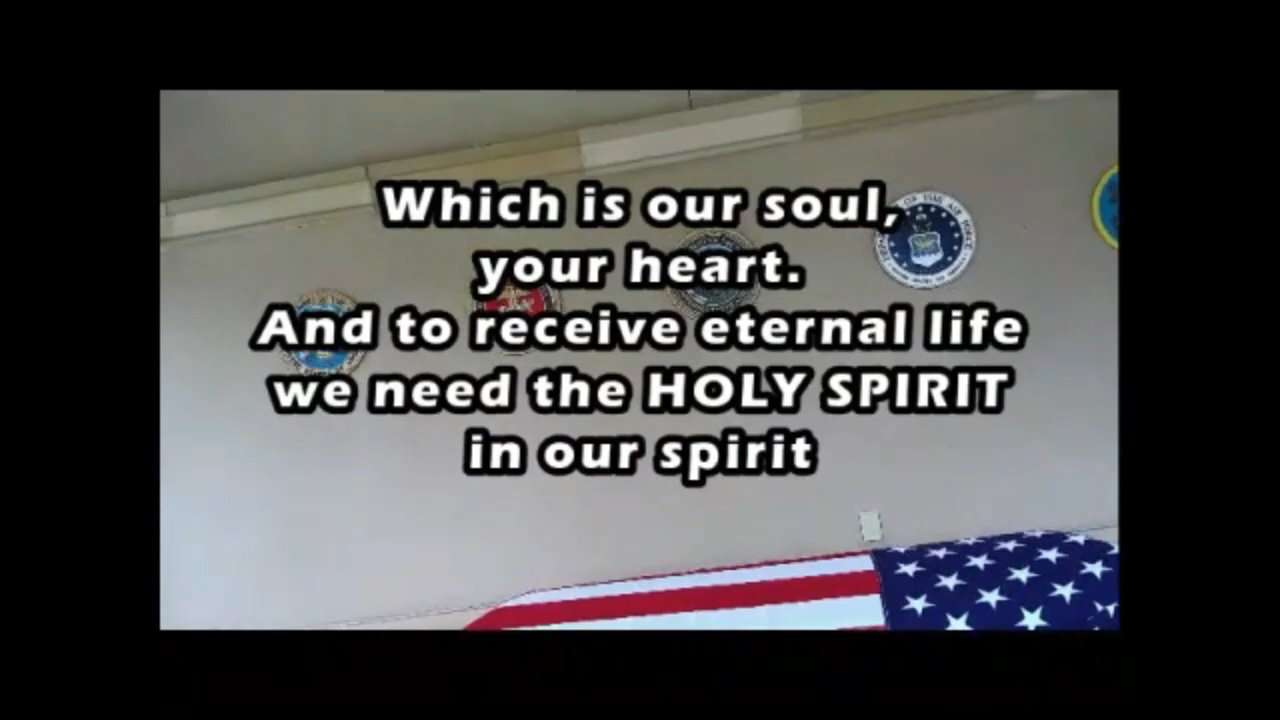 Which is our soul,
your heart.
And to receive eternal life
we need the HOLY SPIRIT
in our spirit